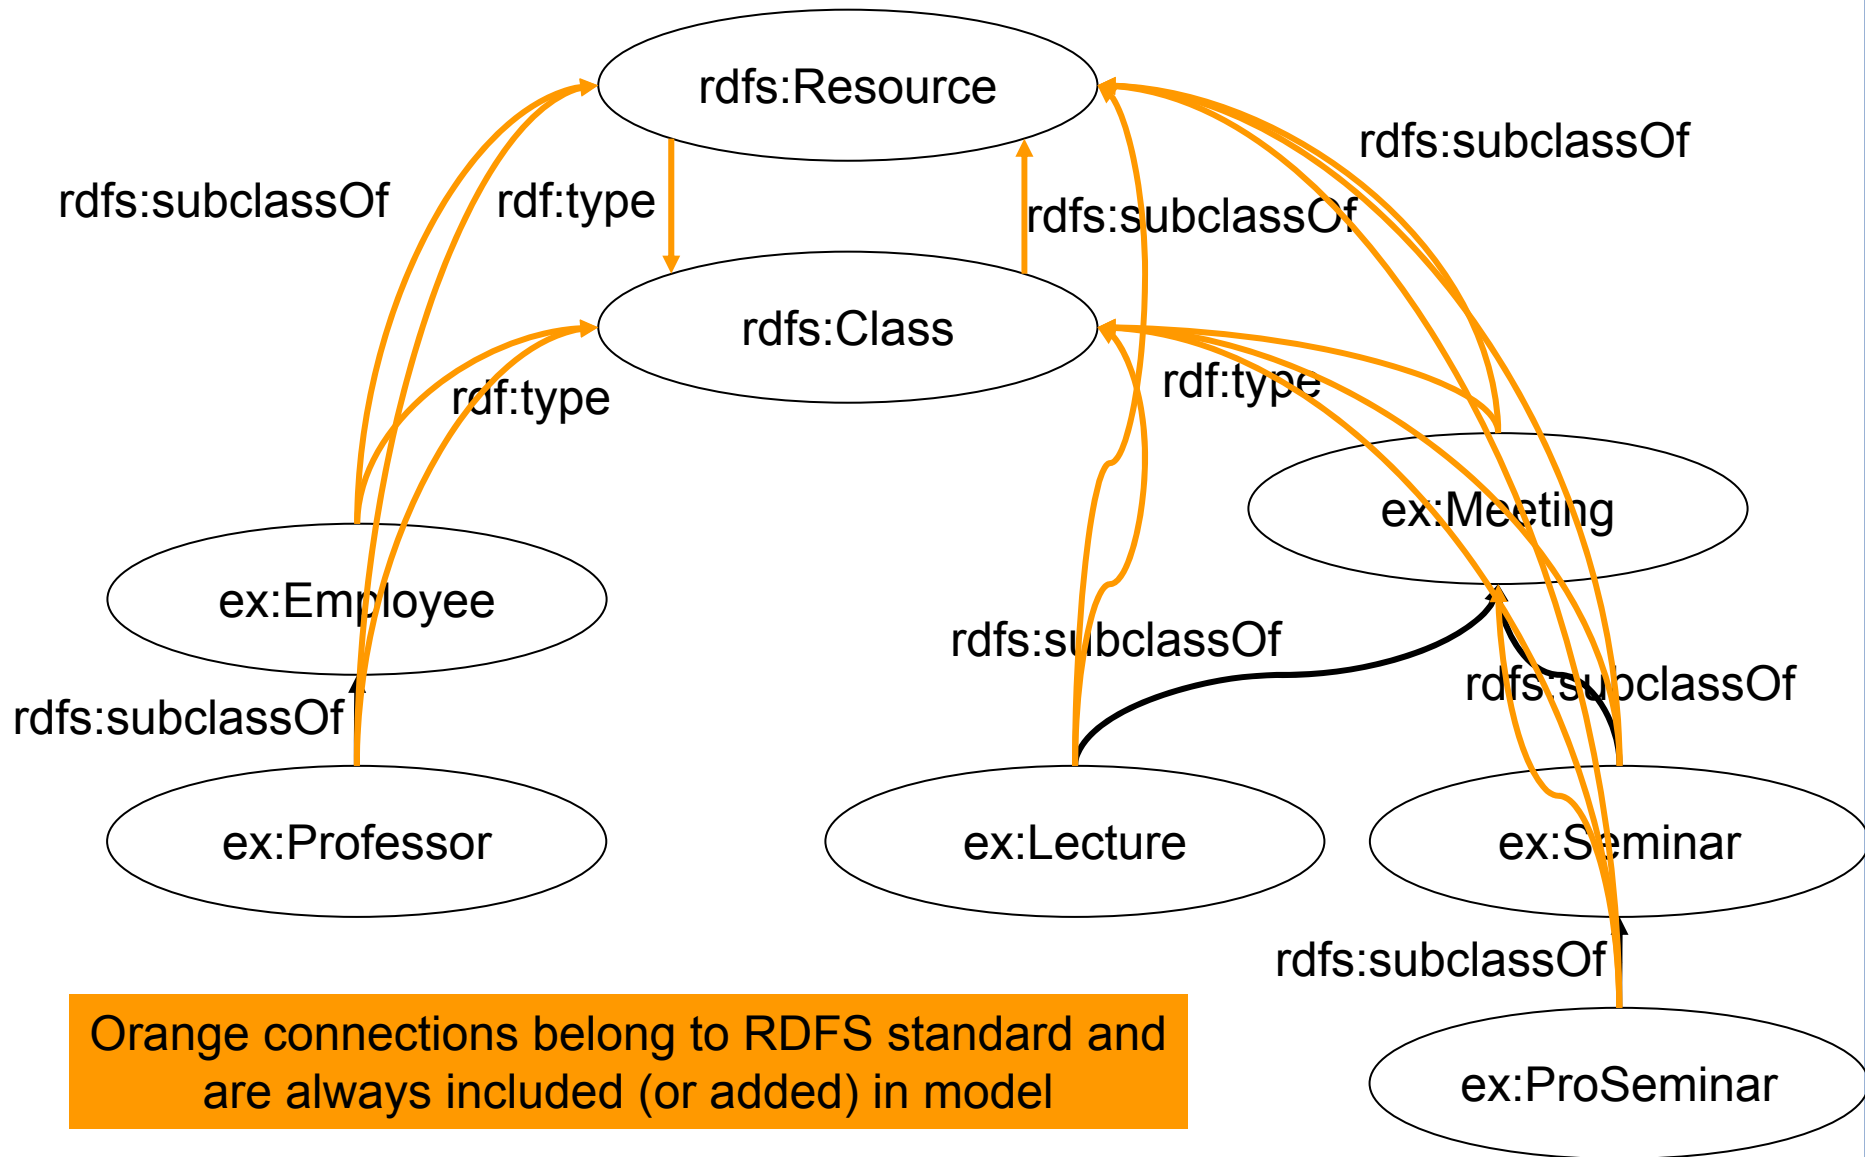 rdfs:Resource
rdfs:subclassOf
rdfs:subclassOf
rdf:type
rdfs:subclassOf
rdfs:Class
rdf:type
rdf:type
ex:Meeting
ex:Employee
rdfs:subclassOf
rdfs:subclassOf
rdfs:subclassOf
ex:Professor
ex:Lecture
ex:Seminar
rdfs:subclassOf
Orange connections belong to RDFS standard and
are always included (or added) in model
ex:ProSeminar